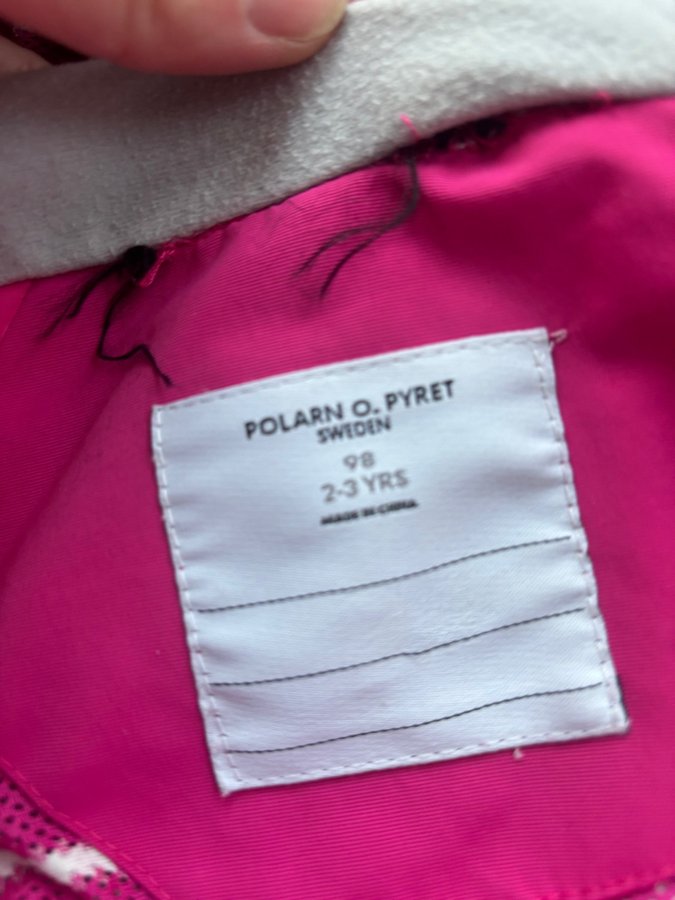 POLARN O. PYRET
SWEDEN
98
2-3 YRS
MADE IN CHINA